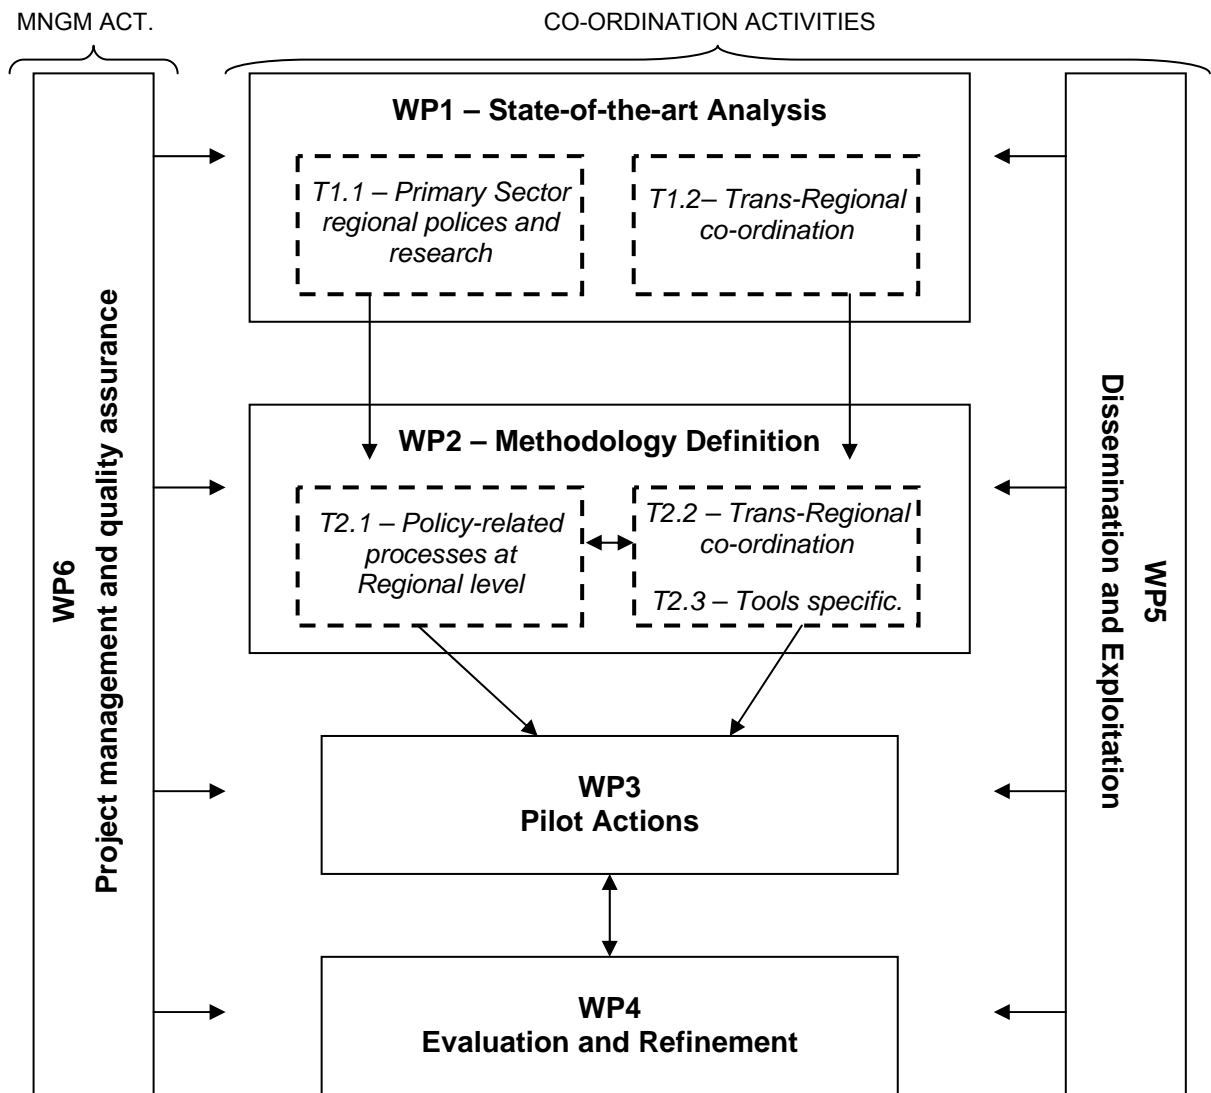 MNGM ACT.
CO-ORDINATION ACTIVITIES
WP6
Project management and quality assurance
WP1 – State-of-the-art Analysis
T1.1 – Primary Sector
regional polices and
research
T1.2– Trans-Regional
co-ordination
WP2 – Methodology Definition
T2.1 – Policy-related
processes at
Regional level
T2.2 – Trans-Regional
co-ordination
T2.3 – Tools specific.
WP3
Pilot Actions
WP4
Evaluation and Refinement
WP5
Dissemination and Exploitation